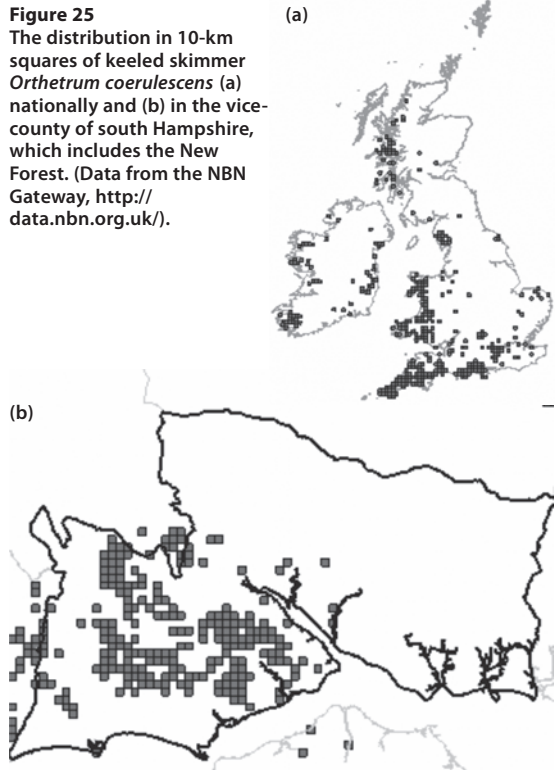 Figure 25
The distribution in 10-km
squares of keeled skimmer
Orthetrum coerulescens (a)
nationally and (b) in the vice-
county of south Hampshire,
which includes the New
Forest. (Data from the NBN
Gateway, http://
data.nbn.org.uk/).
(a)
(b)